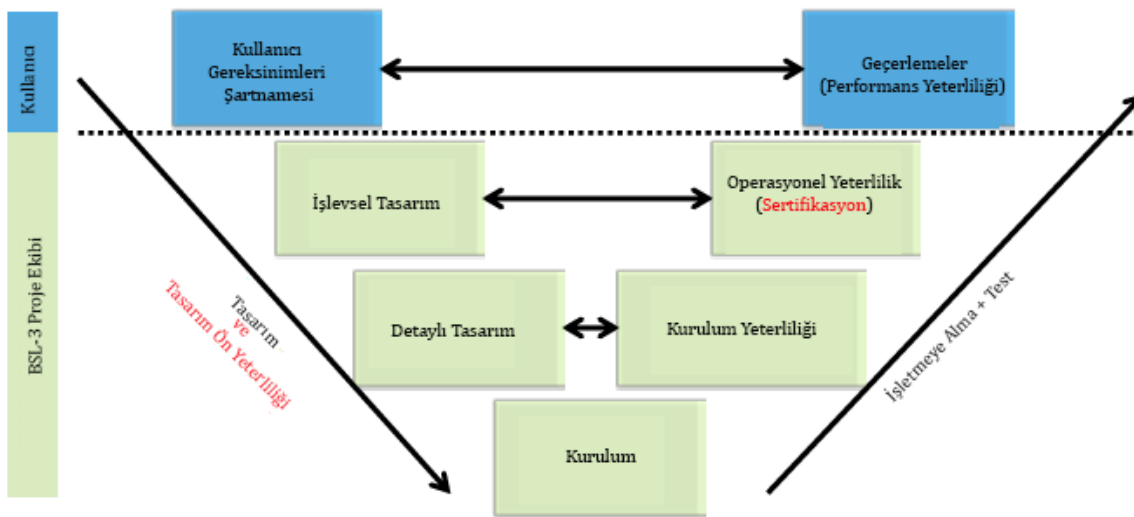 Kullanıcı
Kullanıcı
Gereksinimleri
Şartnamesi
Geçerlemeler
(Performans Yeterliliği)
BSL-3 Proje Ekibi
İşlevsel Tasarım
Operasyonel Yeterlilik
(Sertifikasyon)
Tasarım
ve
Tasarım Ön Yeterliliği
Detaylı Tasarım
Kurulum Yeterliliği
İşletmeye Alma + Test
Kurulum